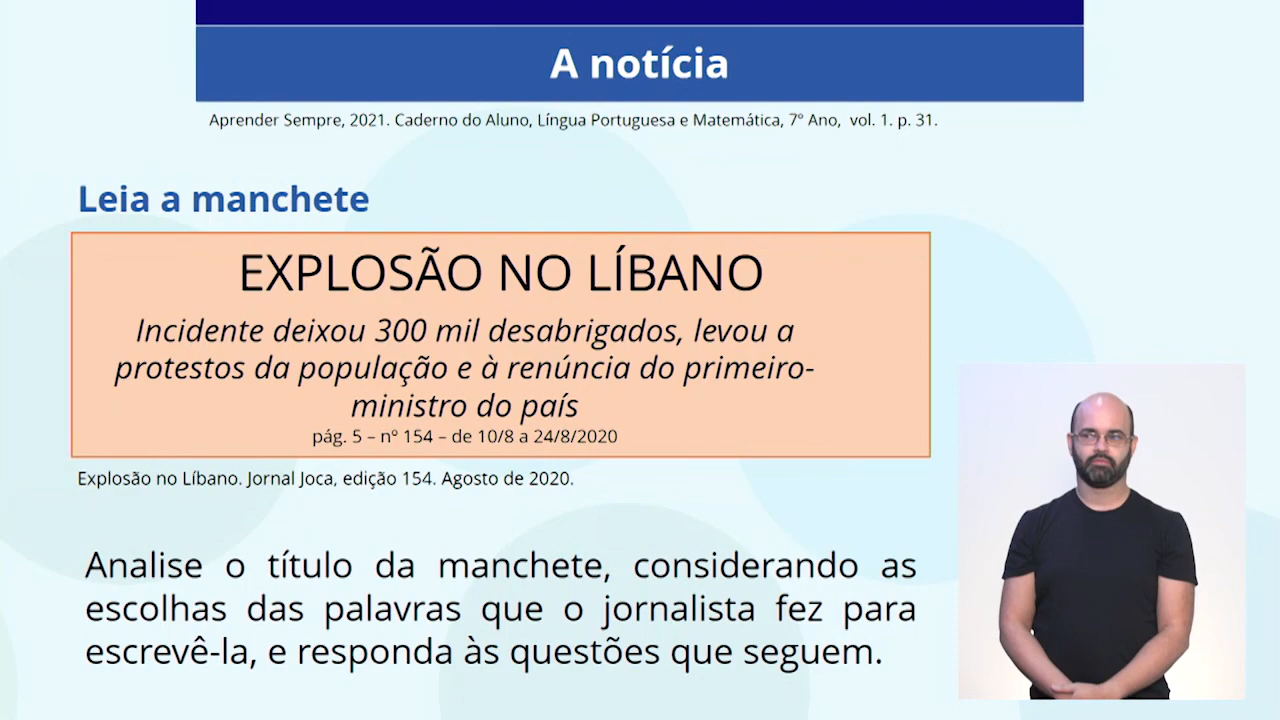 A notícia
Aprender Sempre, 2021. Caderno do Aluno, Língua Portuguesa e Matemática, 7º Ano, vol. 1. p. 31.
Leia a manchete
EXPLOSÃO NO LÍBANO
Incidente deixou 300 mil desabrigados, levou a
protestos da população e à renúncia do primeiro-
ministro do país
pág. 5 – nº 154 – de 10/8 a 24/8/2020
Explosão no Líbano. Jornal Joca, edição 154. Agosto de 2020.
Analise o título da manchete, considerando as
escolhas das palavras que o jornalista fez para
escrevê-la, e responda às questões que seguem.